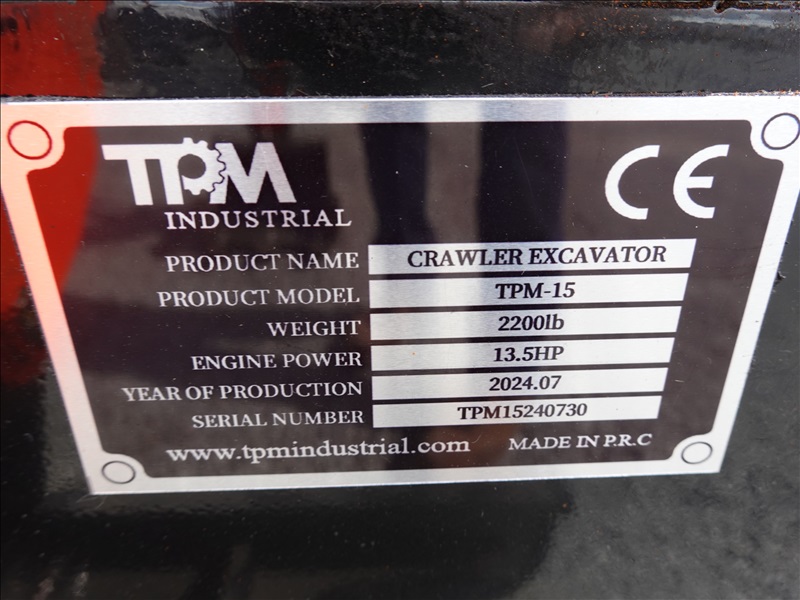 TPM
INDUSTRIAL
CE
PRODUCT NAME CRAWLER EXCAVATOR
PRODUCT MODEL TPM-15
WEIGHT 2200lb
ENGINE POWER 13.5HP
YEAR OF PRODUCTION 2024.07
SERIAL NUMBER TPM15240730
www.tpmindustrial.com MADE IN P.R.C